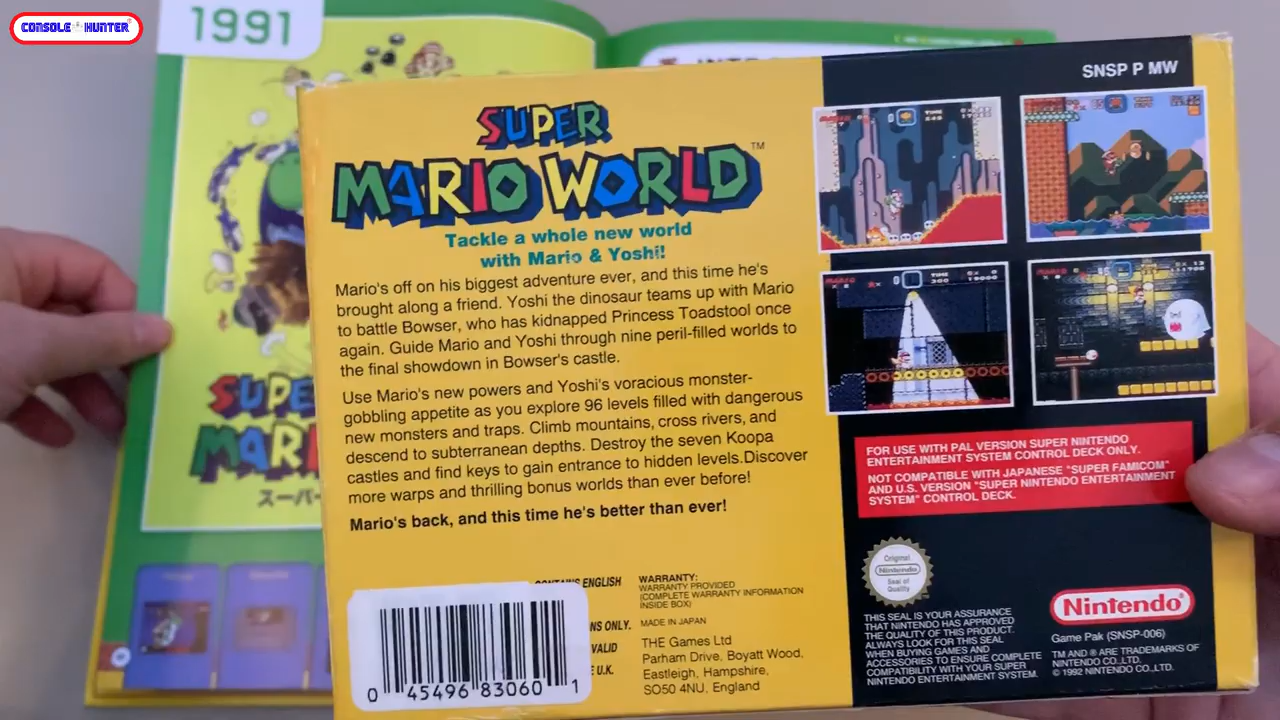 CONSOLE HUNTER
1991
SUPER
MARIO WORLD™
Tackle a whole new world
with Mario & Yoshi!
Mario's off on his biggest adventure ever, and this time he's
brought along a friend. Yoshi the dinosaur teams up with Mario
to battle Bowser, who has kidnapped Princess Toadstool once
again. Guide Mario and Yoshi through nine peril-filled worlds to
the final showdown in Bowser's castle.
Use Mario's new powers and Yoshi's voracious monster-
gobbling appetite as you explore 96 levels filled with dangerous
new monsters and traps. Climb mountains, cross rivers, and
descend to subterranean depths. Destroy the seven Koopa
castles and find keys to gain entrance to hidden levels.Discover
more warps and thrilling bonus worlds than ever before!
Mario's back, and this time he's better than ever!
ENGLISH
NS ONLY.
VALID
U.K.
0 45496 83060 1
WARRANTY:
WARRANTY PROVIDED
(COMPLETE WARRANTY INFORMATION
INSIDE BOX)
MADE IN JAPAN
THE Games Ltd
Parham Drive, Boyatt Wood,
Eastleigh, Hampshire,
SO50 4NU, England
SNSP P MW
FOR USE WITH PAL VERSION SUPER NINTENDO
ENTERTAINMENT SYSTEM CONTROL DECK ONLY.
NOT COMPATIBLE WITH JAPANESE "SUPER FAMICOM"
AND U.S. VERSION "SUPER NINTENDO ENTERTAINMENT
SYSTEM" CONTROL DECK.
Original
Nintendo
Seal of
Quality
THIS SEAL IS YOUR ASSURANCE
THAT NINTENDO HAS APPROVED
THE QUALITY OF THIS PRODUCT.
ALWAYS LOOK FOR THIS SEAL
WHEN BUYING GAMES AND
ACCESSORIES TO ENSURE COMPLETE
COMPATIBILITY WITH YOUR SUPER
NINTENDO ENTERTAINMENT SYSTEM.
Nintendo®
Game Pak (SNSP-006)
TM AND ® ARE TRADEMARKS OF
NINTENDO CO.,LTD.
© 1992 NINTENDO CO.,LTD.
SUPE
MARI
スーパー